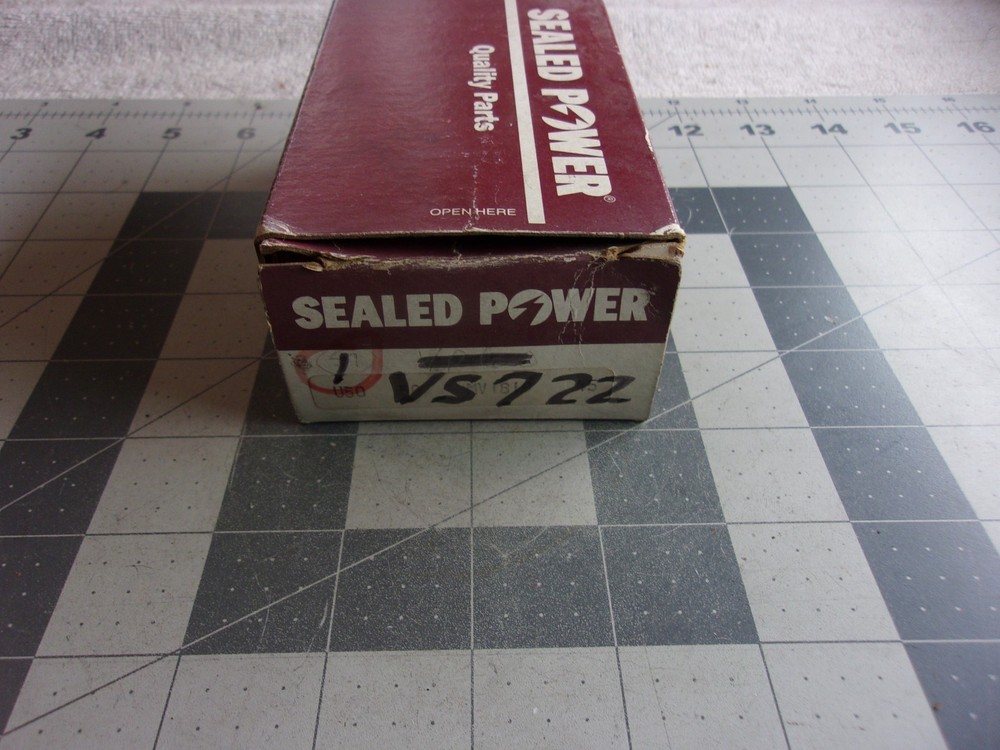 SEALED POWER®
Quality Parts
OPEN HERE
SEALED POWER
1
VS722
3 4 5 6 12 13 14 15 16